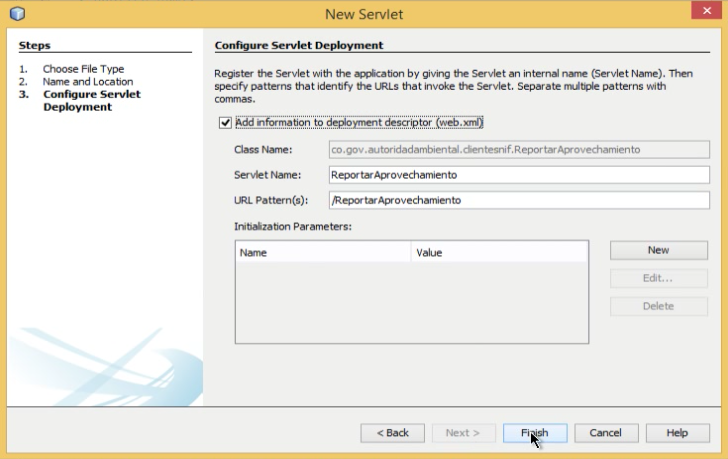 New Servlet
Steps
1. Choose File Type
2. Name and Location
3. Configure Servlet
Deployment
Configure Servlet Deployment
Register the Servlet with the application by giving the Servlet an internal name (Servlet Name). Then
specify patterns that identify the URLs that invoke the Servlet. Separate multiple patterns with
commas.
Add information to deployment descriptor (web.xml)
Class Name: co.gov.autoridadambiental.clientesnif.ReportarAprovechamiento
Servlet Name: ReportarAprovechamiento
URL Pattern(s): /ReportarAprovechamiento
Initialization Parameters:
Name Value
New
Edit...
Delete
< Back Next > Finish Cancel Help